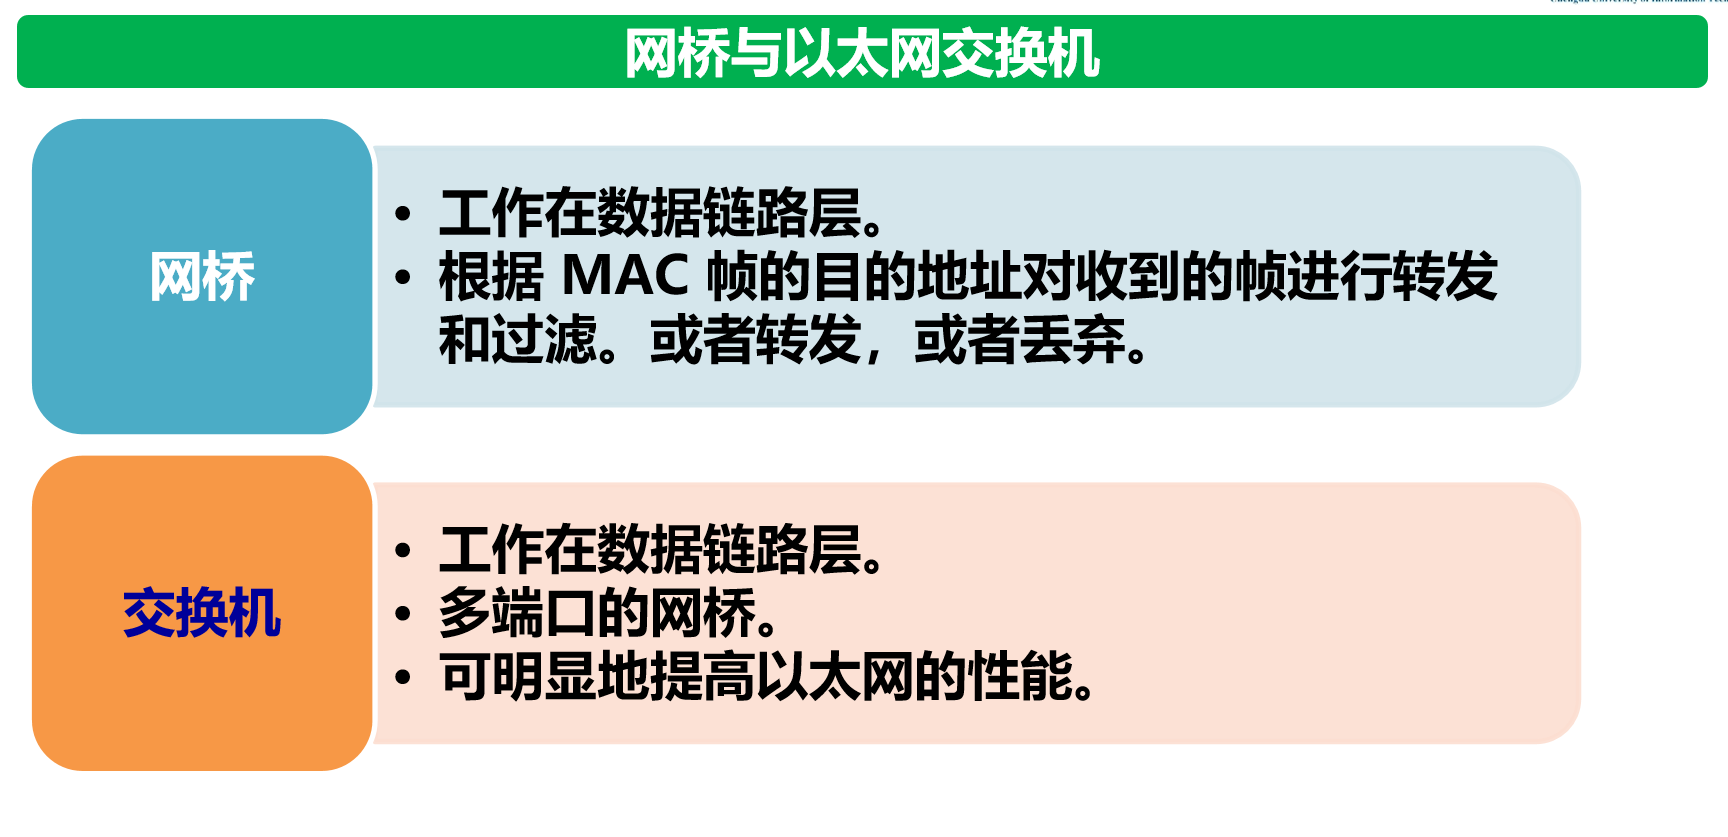 网桥与以太网交换机
网桥
• 工作在数据链路层。
• 根据 MAC 帧的目的地址对收到的帧进行转发
和过滤。或者转发，或者丢弃。
交换机
• 工作在数据链路层。
• 多端口的网桥。
• 可明显地提高以太网的性能。